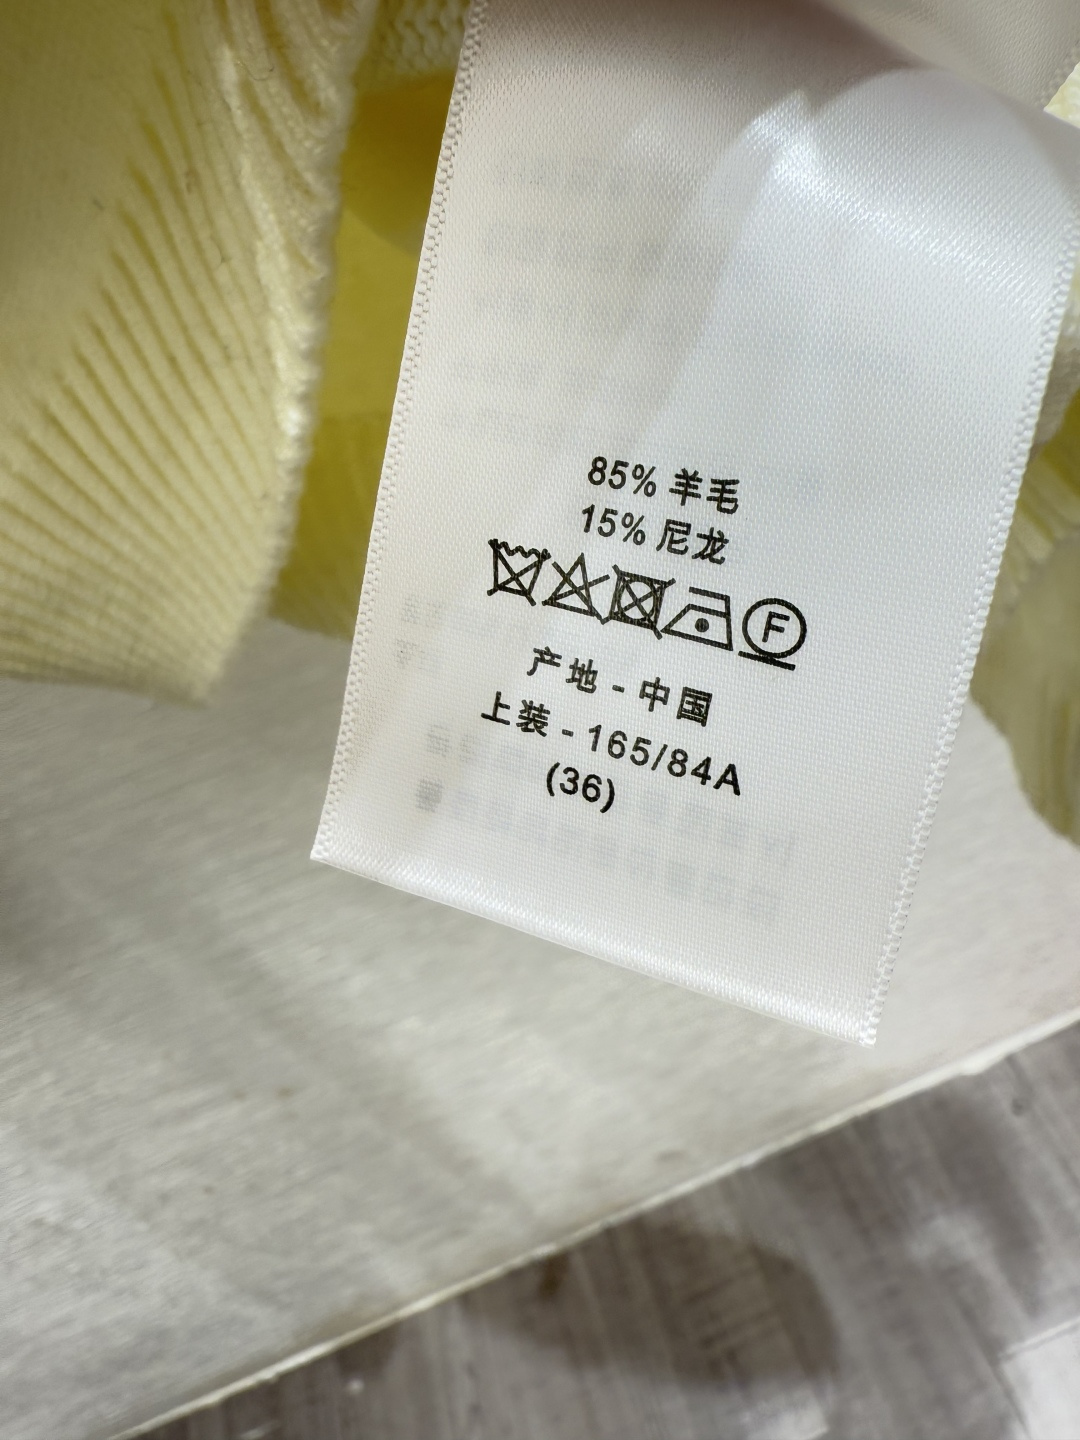 85% 羊毛
15% 尼龙
F
产地 - 中国
上装 - 165/84A
(36)